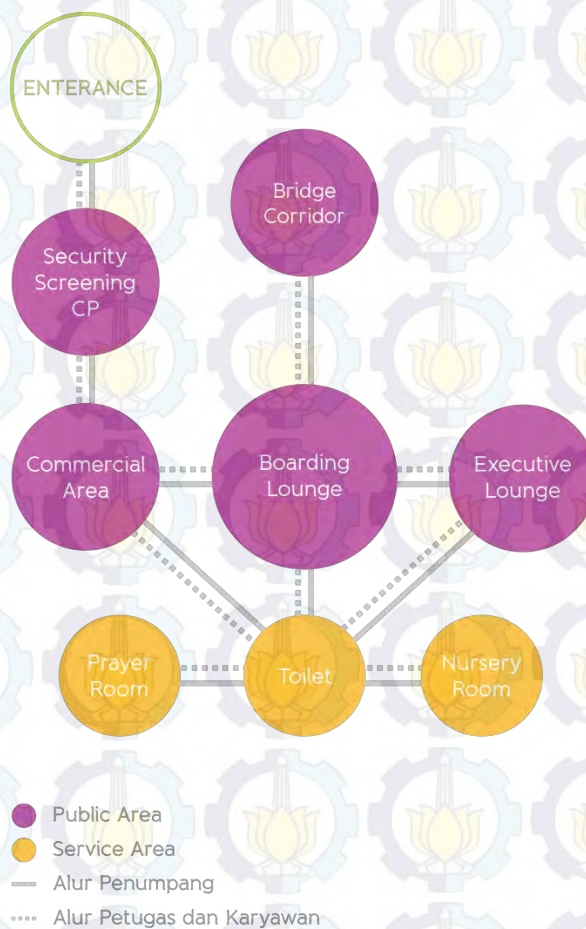 ENTERANCE
Bridge
Corridor
Security
Screening
CP
Commercial
Area
Boarding
Lounge
Executive
Lounge
Prayer
Room
Toilet
Nursery
Room
Public Area
Service Area
Alur Penumpang
Alur Petugas dan Karyawan